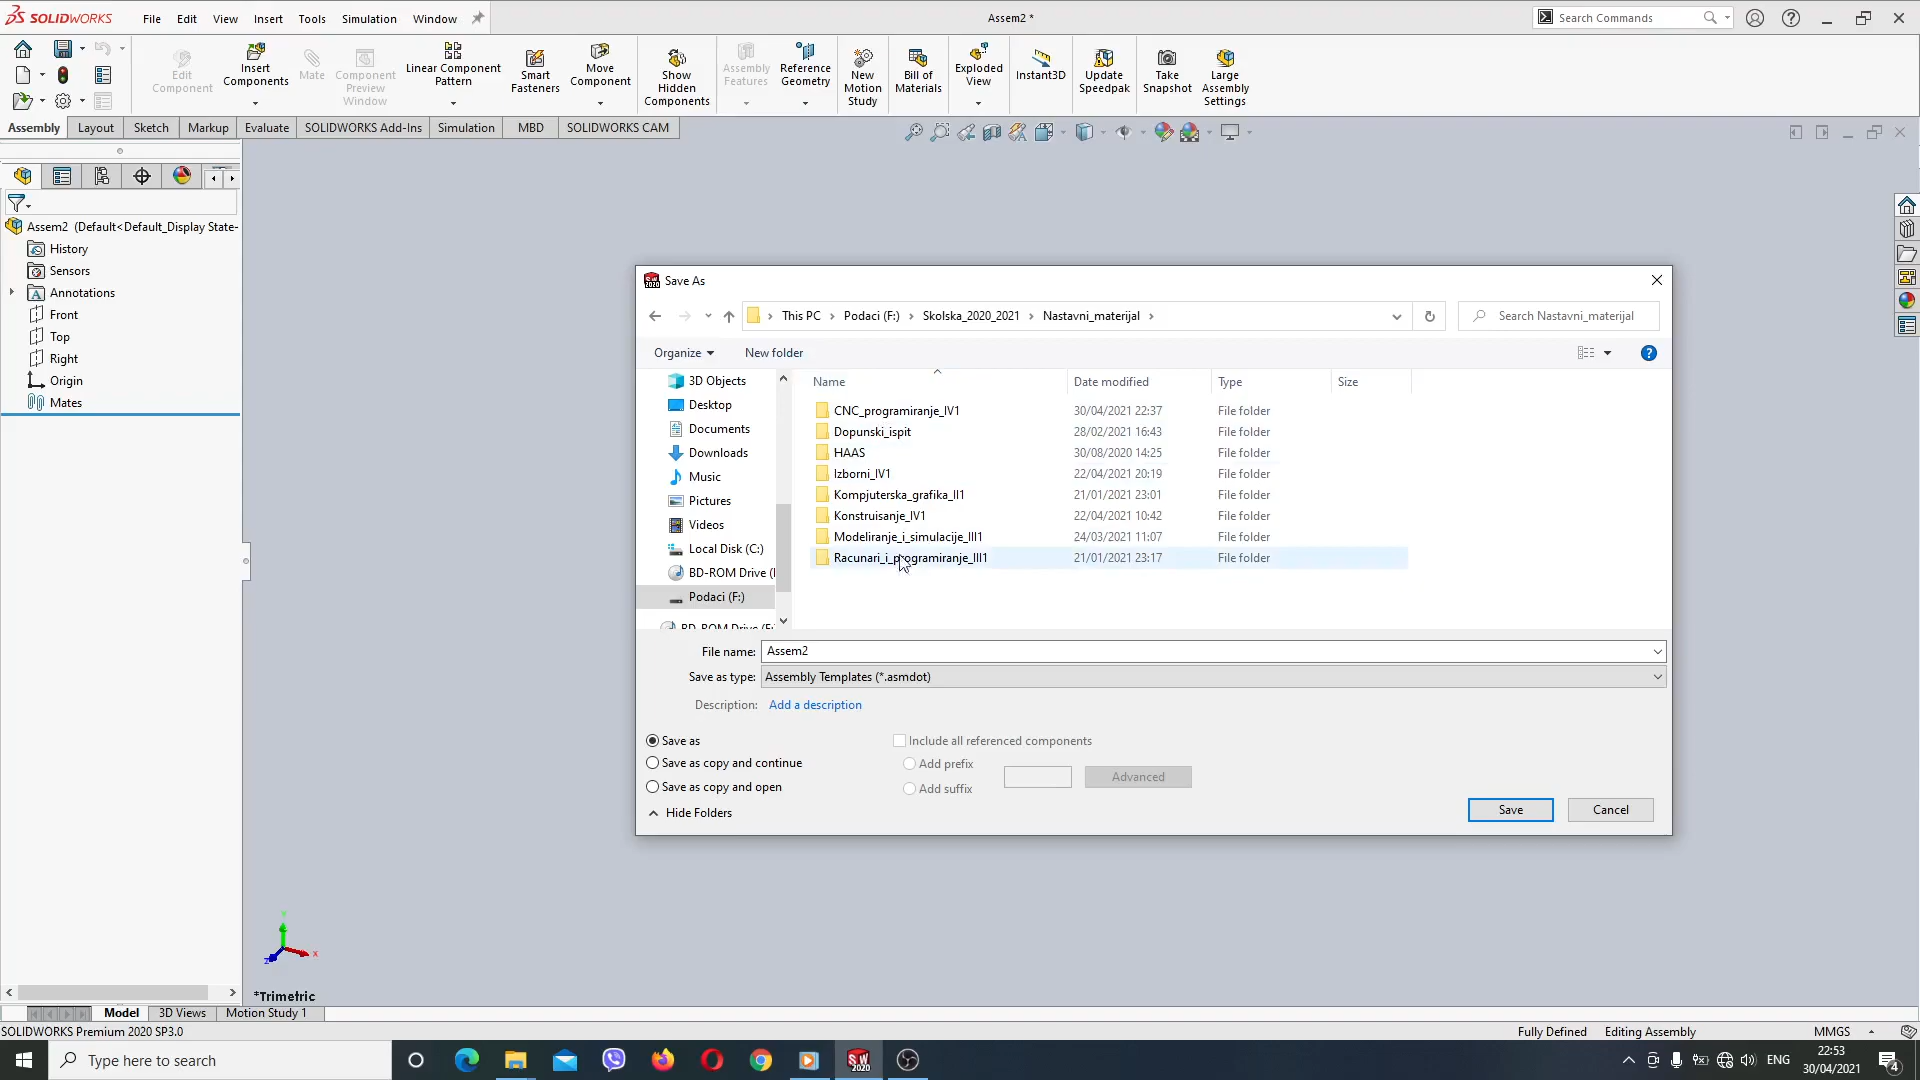 SOLIDWORKS
File
Edit
View
Insert
Tools
Simulation
Window
Assem2 *
Search Commands
Edit Component
Insert Components
Mate
Component Preview Window
Linear Component Pattern
Smart Fasteners
Move Component
Show Hidden Components
Assembly Features
Reference Geometry
New Motion Study
Bill of Materials
Exploded View
Instant3D
Update Speedpak
Take Snapshot
Large Assembly Settings
Assembly
Layout
Sketch
Markup
Evaluate
SOLIDWORKS Add-Ins
Simulation
MBD
SOLIDWORKS CAM
Assem2 (Default<Default_Display State-
History
Sensors
Annotations
Front
Top
Right
Origin
Mates
Save As
This PC
Podaci (F:)
Skolska_2020_2021
Nastavni_materijal
Search Nastavni_materijal
Organize
New folder
3D Objects
Desktop
Documents
Downloads
Music
Pictures
Videos
Local Disk (C:)
BD-ROM Drive (
Podaci (F:)
Name Date modified Type Size
CNC_programiranje_IV1 30/04/2021 22:37 File folder
Dopunski_ispit 28/02/2021 16:43 File folder
HAAS 30/08/2020 14:25 File folder
Izborni_IV1 22/04/2021 20:19 File folder
Kompjuterska_grafika_II1 21/01/2021 23:01 File folder
Konstruisanje_IV1 22/04/2021 10:42 File folder
Modeliranje_i_simulacije_III1 24/03/2021 11:07 File folder
Racunari_i_programiranje_III1 21/01/2021 23:17 File folder
File name: Assem2
Save as type: Assembly Templates (*.asmdot)
Description: Add a description
Save as
Save as copy and continue
Save as copy and open
Include all referenced components
Add prefix
Add suffix
Advanced
Hide Folders
Save
Cancel
*Trimetric
Model
3D Views
Motion Study 1
SOLIDWORKS Premium 2020 SP3.0
Fully Defined
Editing Assembly
MMGS
Type here to search
ENG
22:53
30/04/2021